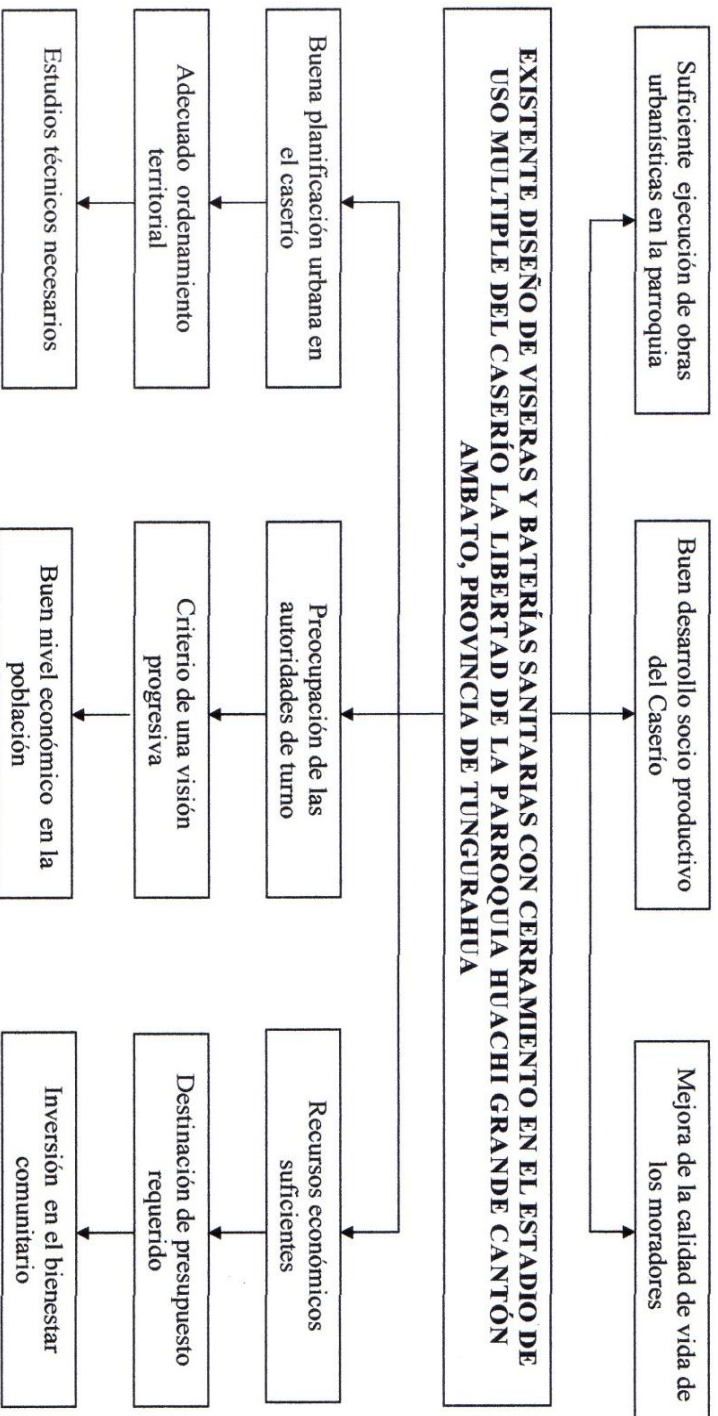 Suficiente ejecución de obras
urbanísticas en la parroquia
Buen desarrollo socio productivo
del Caserío
Mejora de la calidad de vida de
los moradores
EXISTENTE DISEÑO DE VISERAS Y BATERÍAS SANITARIAS CON CERRAMIENTO EN EL ESTADIO DE
USO MULTIPLE DEL CASERÍO LA LIBERTAD DE LA PARROQUIA HUACHI GRANDE CANTÓN
AMBATO, PROVINCIA DE TUNGURAHUA
Buena planificación urbana en
el caserío
Preocupación de las
autoridades de turno
Recursos económicos
suficientes
Adecuado ordenamiento
territorial
Criterio de una visión
progresiva
Destinación de presupuesto
requerido
Estudios técnicos necesarios
Buen nivel económico en la
población
Inversión en el bienestar
comunitario